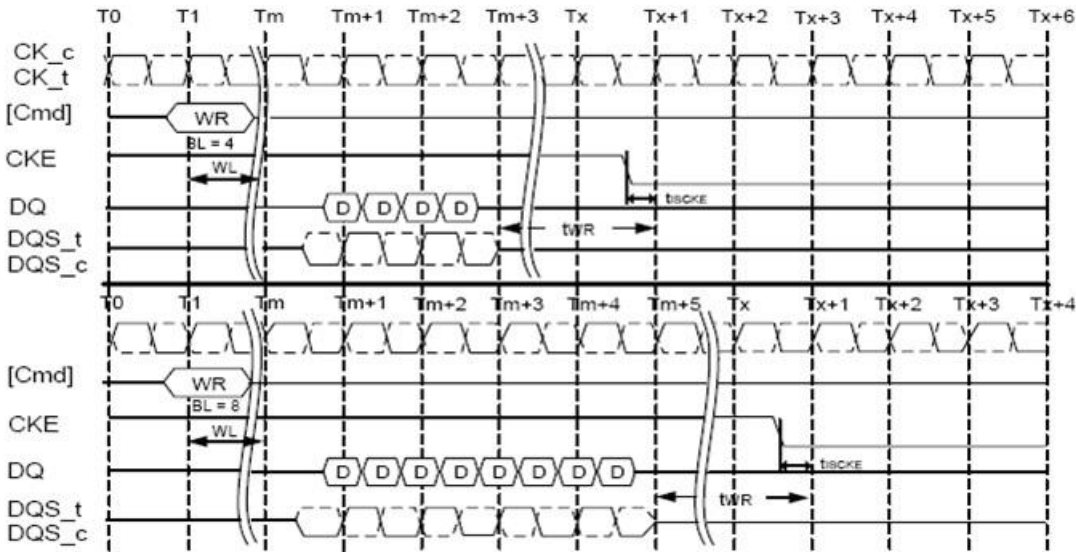 T0 T1 Tm Tm+1 Tm+2 Tm+3 Tx Tx+1 Tx+2 Tx+3 Tx+4 Tx+5 Tx+6
CK_c
CK_t
[Cmd] WR
BL = 4
CKE
WL
tISCKE
DQ D D D D
tWR
DQS_t
DQS_c
T0 T1 Tm Tm+1 Tm+2 Tm+3 Tm+4 Tm+5 Tx Tx+1 Tx+2 Tx+3 Tx+4
[Cmd] WR
BL = 8
CKE
WL
DQ D D D D D D D D
tISCKE
tWR
DQS_t
DQS_c